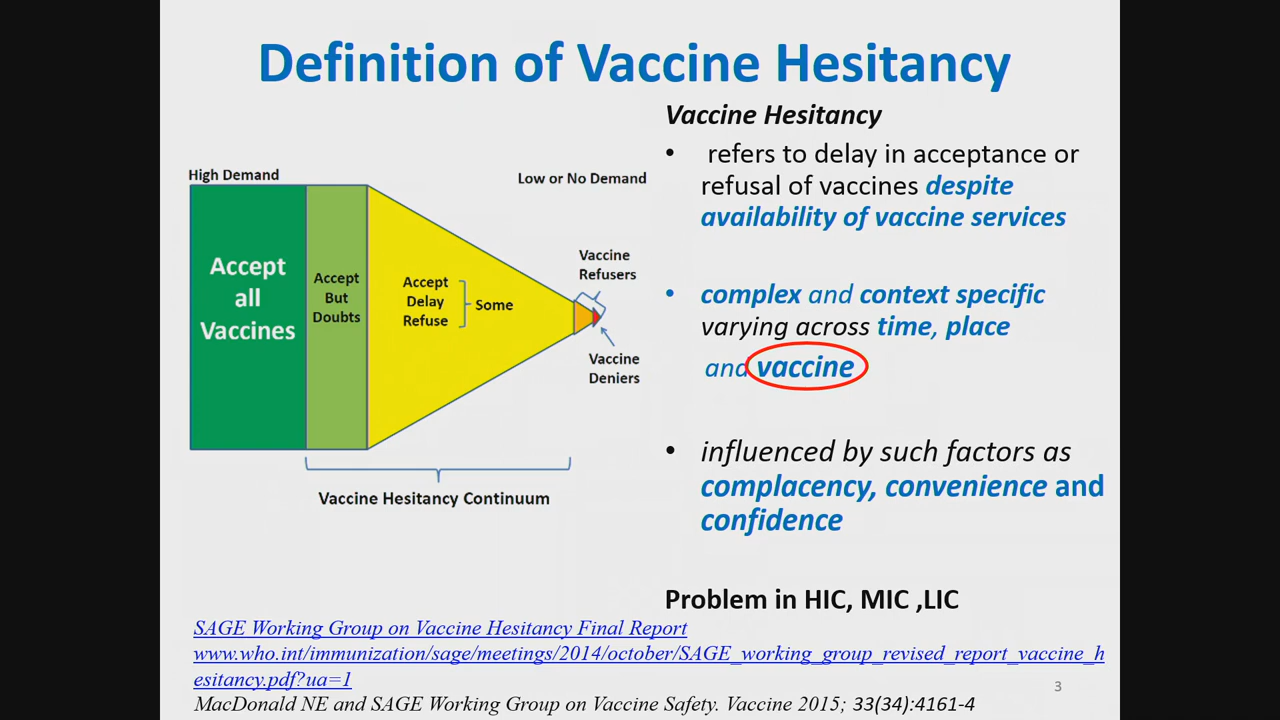 Definition of Vaccine Hesitancy
High Demand
Low or No Demand
Accept
all
Vaccines
Accept
But
Doubts
Accept
Delay
Refuse
Some
Vaccine
Refusers
Vaccine
Deniers
Vaccine Hesitancy Continuum
Vaccine Hesitancy
• refers to delay in acceptance or
refusal of vaccines despite
availability of vaccine services
• complex and context specific
varying across time, place
and vaccine
• influenced by such factors as
complacency, convenience and
confidence
Problem in HIC, MIC ,LIC
SAGE Working Group on Vaccine Hesitancy Final Report
www.who.int/immunization/sage/meetings/2014/october/SAGE_working_group_revised_report_vaccine_h
esitancy.pdf?ua=1
MacDonald NE and SAGE Working Group on Vaccine Safety. Vaccine 2015; 33(34):4161-4
3